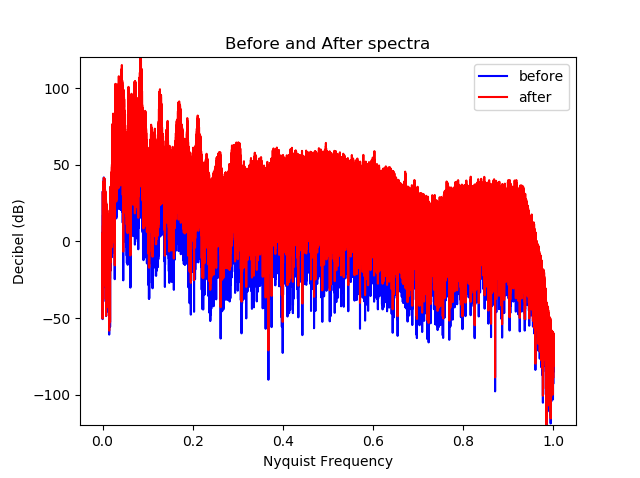 Before and After spectra
before
after
100
50
0
−50
−100
Decibel (dB)
0.0 0.2 0.4 0.6 0.8 1.0
Nyquist Frequency